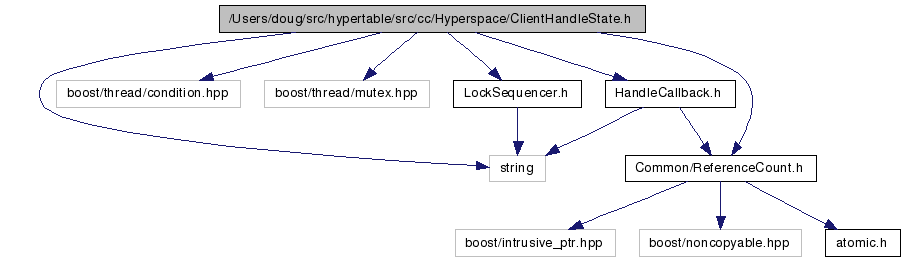 /Users/doug/src/hypertable/src/cc/Hyperspace/ClientHandleState.h
boost/thread/condition.hpp
boost/thread/mutex.hpp
LockSequencer.h
HandleCallback.h
string
Common/ReferenceCount.h
boost/intrusive_ptr.hpp
boost/noncopyable.hpp
atomic.h